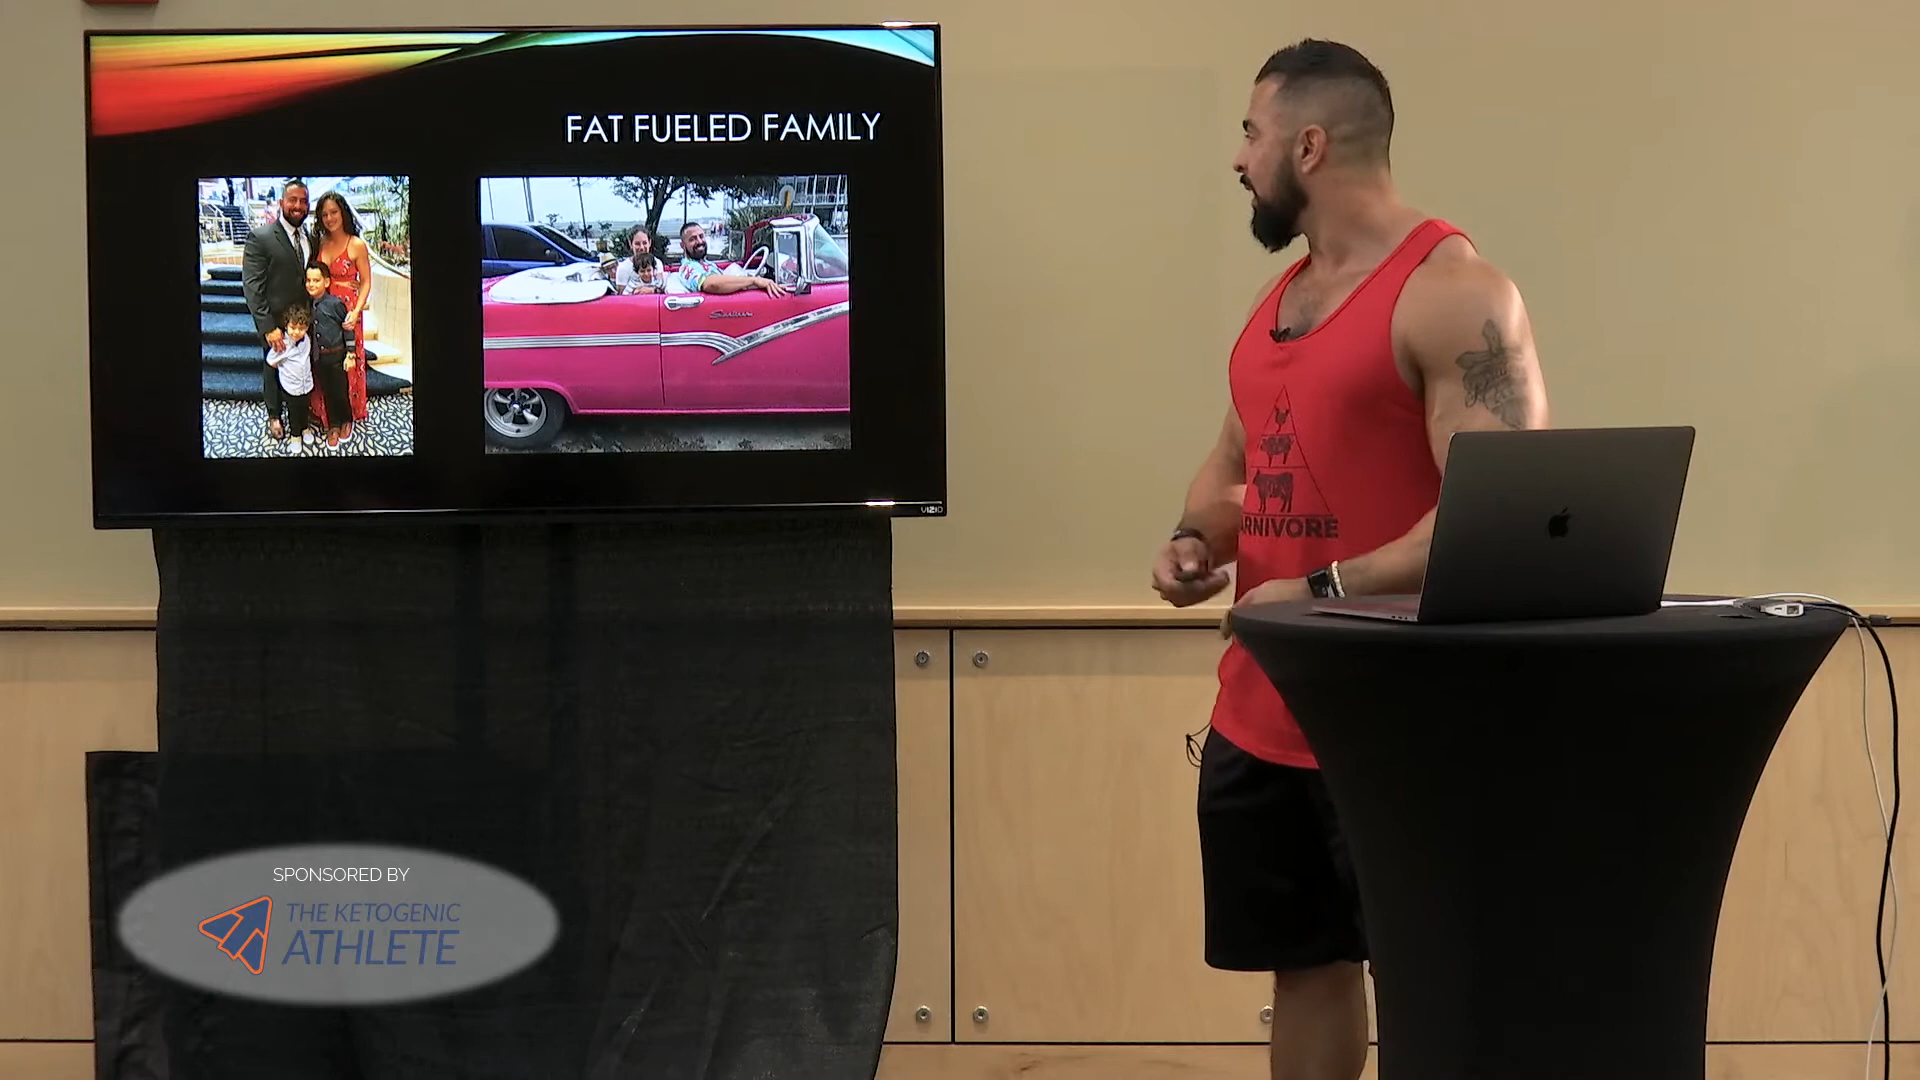 FAT FUELED FAMILY
VIZIO
ARNIVORE
SPONSORED BY
THE KETOGENIC
ATHLETE